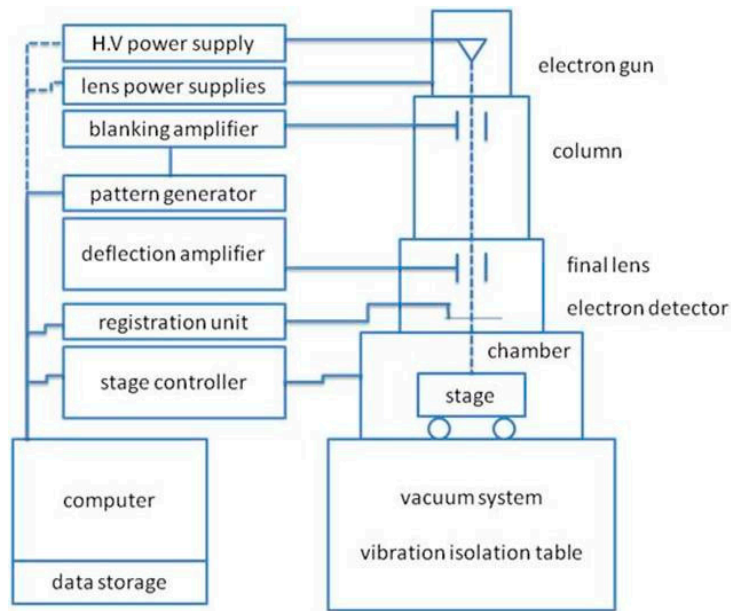 H.V power supply
lens power supplies
blanking amplifier
pattern generator
deflection amplifier
registration unit
stage controller
computer
data storage
electron gun
column
final lens
electron detector
chamber
stage
vacuum system
vibration isolation table